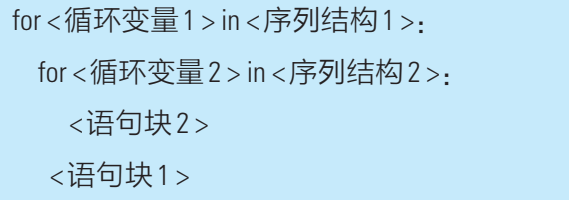 for <循环变量1> in <序列结构1>:
for <循环变量2> in <序列结构2>:
<语句块2>
<语句块1>